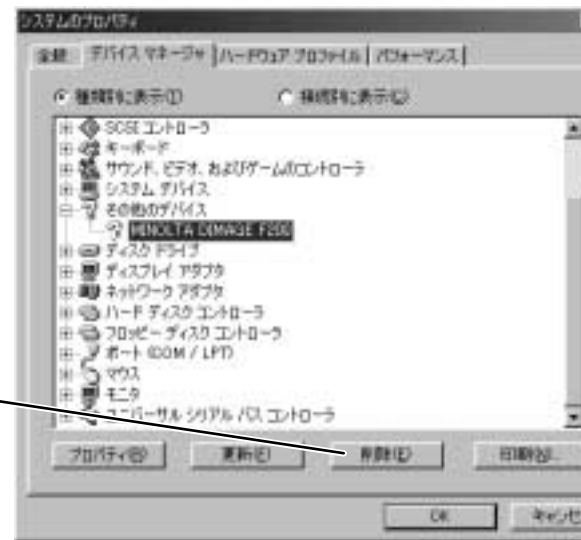 システムのプロパティ
全般 デバイス マネージャ ハードウェア プロファイル パフォーマンス
種類別に表示(T) 接続別に表示(C)
SCSI コントローラ
キーボード
サウンド、ビデオ、およびゲームのコントローラ
システム デバイス
その他のデバイス
MINOLTA DIMAGE F200
ディスク ドライブ
ディスプレイ アダプタ
ネットワーク アダプタ
ハード ディスク コントローラ
フロッピー ディスク コントローラ
ポート (COM / LPT)
マウス
モニタ
ユニバーサル シリアル バス コントローラ
プロパティ(R) 更新(F) 削除(E) 印刷(N)...
OK キャンセ